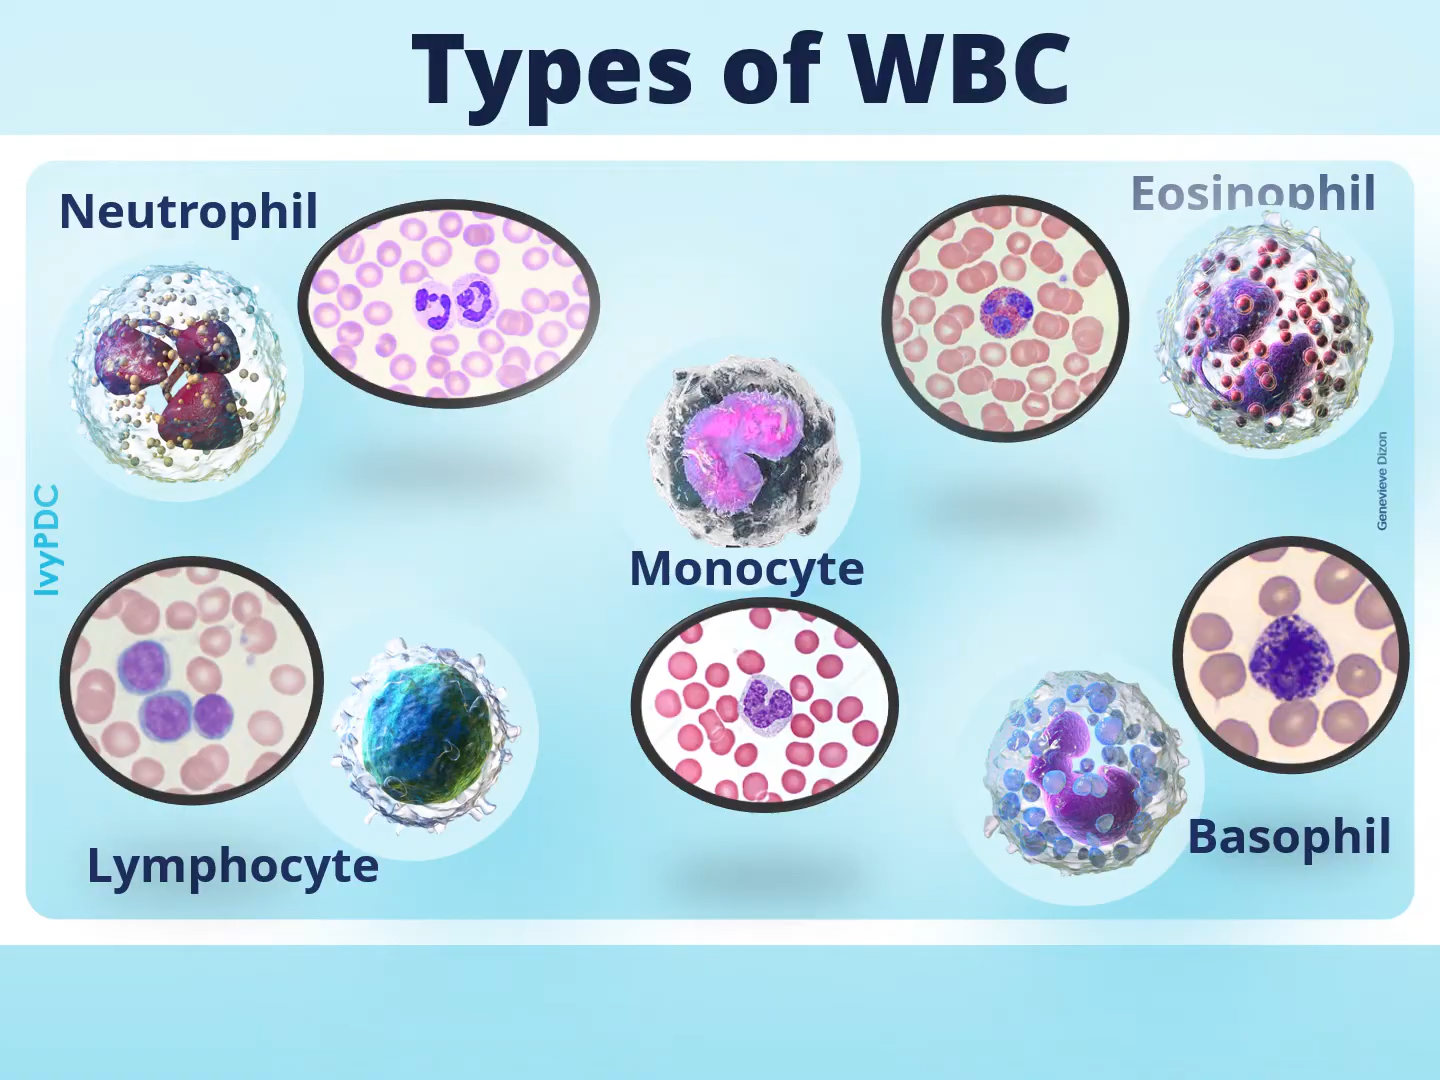 Types of WBC
Neutrophil
Eosinophil
Genevieve Dizon
IvyPDC
Monocyte
Lymphocyte
Basophil